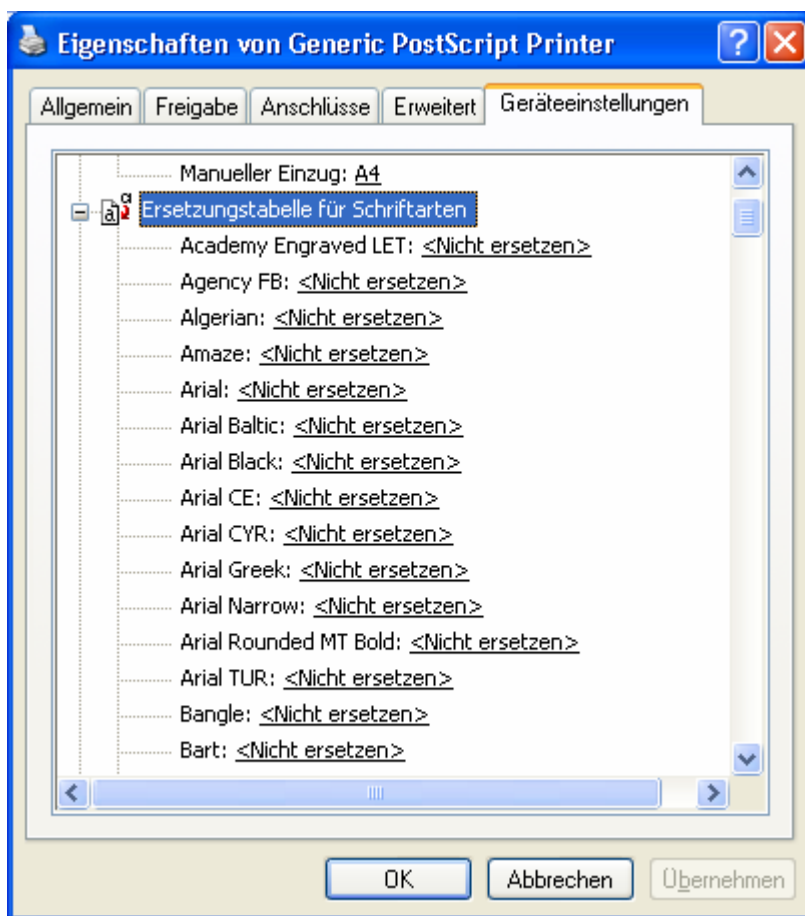 Eigenschaften von Generic PostScript Printer
Allgemein Freigabe Anschlüsse Erweitert Geräteeinstellungen
Manueller Einzug: A4
Ersetzungstabelle für Schriftarten
Academy Engraved LET: <Nicht ersetzen>
Agency FB: <Nicht ersetzen>
Algerian: <Nicht ersetzen>
Amaze: <Nicht ersetzen>
Arial: <Nicht ersetzen>
Arial Baltic: <Nicht ersetzen>
Arial Black: <Nicht ersetzen>
Arial CE: <Nicht ersetzen>
Arial CYR: <Nicht ersetzen>
Arial Greek: <Nicht ersetzen>
Arial Narrow: <Nicht ersetzen>
Arial Rounded MT Bold: <Nicht ersetzen>
Arial TUR: <Nicht ersetzen>
Bangle: <Nicht ersetzen>
Bart: <Nicht ersetzen>
OK Abbrechen Übernehmen